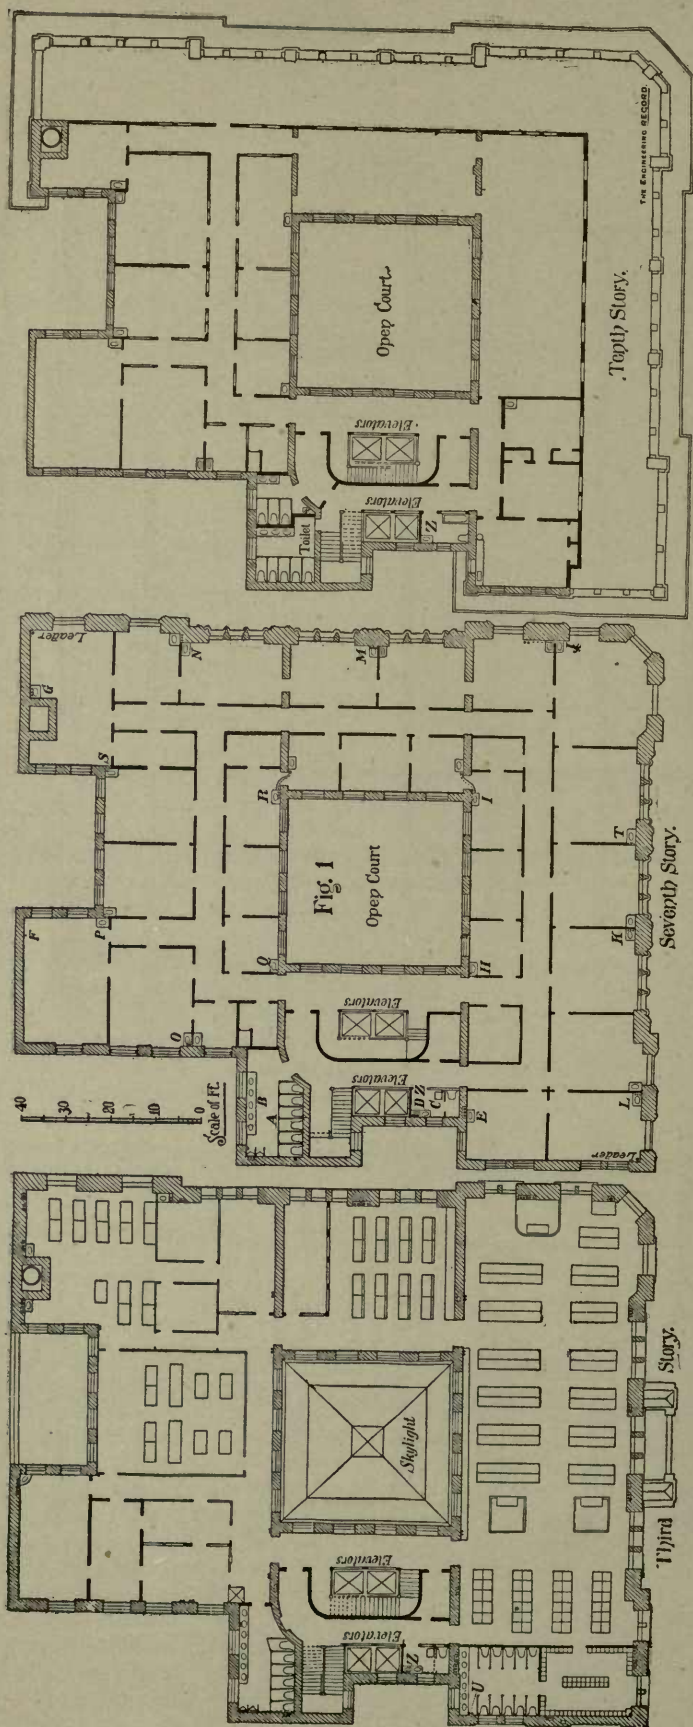 THE ENGINEERING RECORD.
Open Court
Elevators.
Elevators
Toilet
Z
Tenth Story.
Leader
G
S
N
M
F
P
O
R
I
Q
H
Fig. 1
Open Court
Elevators
Elevators
B
A
D Z
C
E
T
K
L
Leader
Seventh Story.
40
30
20
10
0
Scale of Ft.
Skylight
Elevators
Elevators
Z
U
Third Story.